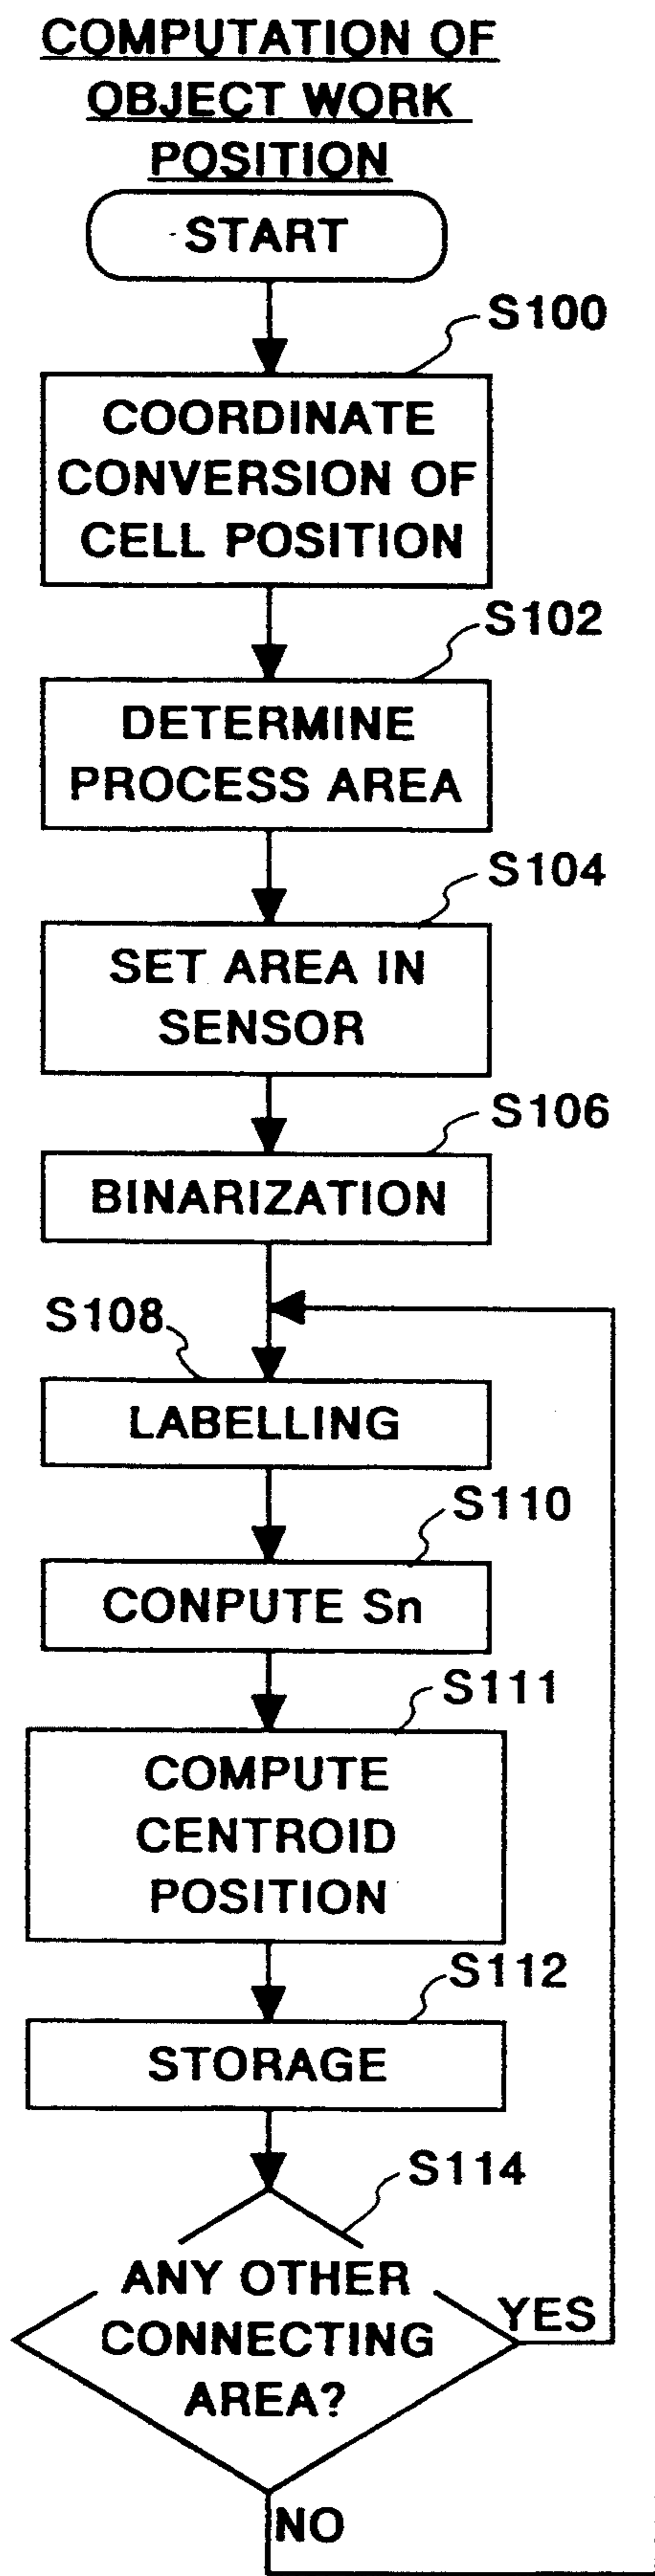 COMPUTATION OF
OBJECT WORK
POSITION
START
S100
COORDINATE
CONVERSION OF
CELL POSITION
S102
DETERMINE
PROCESS AREA
S104
SET AREA IN
SENSOR
S106
BINARIZATION
S108
LABELLING
S110
CONPUTE Sn
S111
COMPUTE
CENTROID
POSITION
S112
STORAGE
S114
ANY OTHER
CONNECTING
AREA?
YES
NO